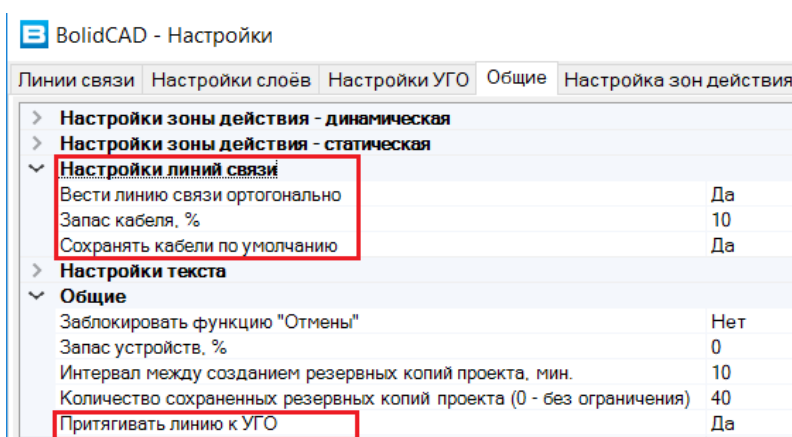 BolidCAD - Настройки
Линии связи Настройки слоёв Настройки УГО Общие Настройка зон действия
Настройки зоны действия - динамическая
Настройки зоны действия - статическая
Настройки линий связи
Вести линию связи ортогонально Да
Запас кабеля, % 10
Сохранять кабели по умолчанию Да
Настройки текста
Общие
Заблокировать функцию "Отмены" Нет
Запас устройств, % 0
Интервал между созданием резервных копий проекта, мин. 10
Количество сохраненных резервных копий проекта (0 - без ограничения) 40
Притягивать линию к УГО Да